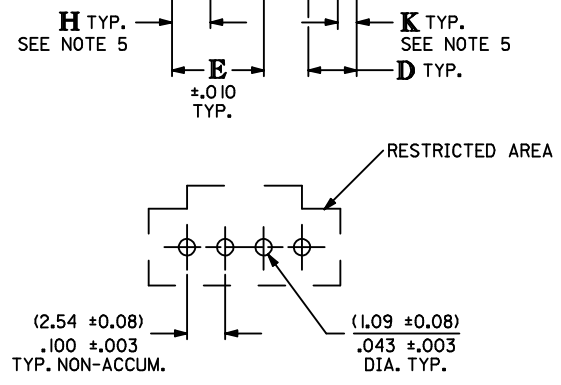 H TYP.
SEE NOTE 5
K TYP.
SEE NOTE 5
E
±.010
TYP.
D TYP.
RESTRICTED AREA
(2.54 ±0.08)
.100 ±.003
TYP. NON-ACCUM.
(1.09 ±0.08)
.043 ±.003
DIA. TYP.